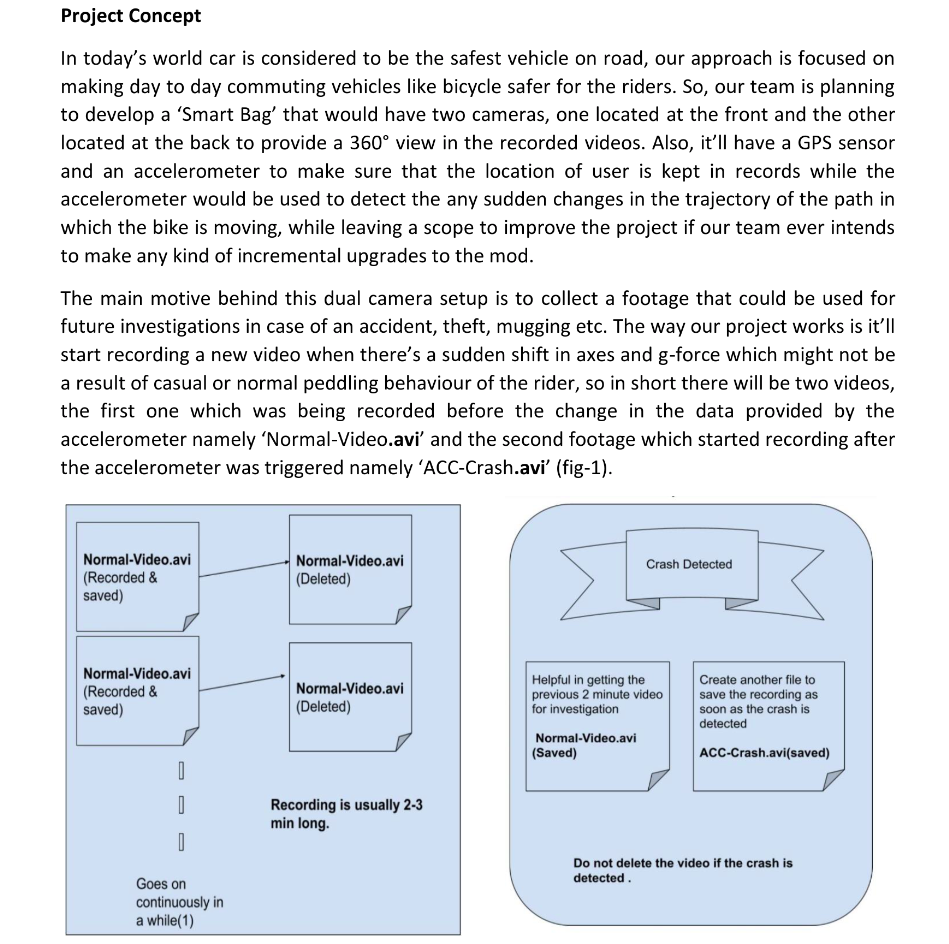 Project Concept
In today’s world car is considered to be the safest vehicle on road, our approach is focused on
making day to day commuting vehicles like bicycle safer for the riders. So, our team is planning
to develop a ‘Smart Bag’ that would have two cameras, one located at the front and the other
located at the back to provide a 360° view in the recorded videos. Also, it’ll have a GPS sensor
and an accelerometer to make sure that the location of user is kept in records while the
accelerometer would be used to detect the any sudden changes in the trajectory of the path in
which the bike is moving, while leaving a scope to improve the project if our team ever intends
to make any kind of incremental upgrades to the mod.
The main motive behind this dual camera setup is to collect a footage that could be used for
future investigations in case of an accident, theft, mugging etc. The way our project works is it’ll
start recording a new video when there’s a sudden shift in axes and g-force which might not be
a result of casual or normal peddling behaviour of the rider, so in short there will be two videos,
the first one which was being recorded before the change in the data provided by the
accelerometer namely ‘Normal-Video.avi’ and the second footage which started recording after
the accelerometer was triggered namely ‘ACC-Crash.avi’ (fig-1).
Normal-Video.avi
(Recorded &
saved)
Normal-Video.avi
(Deleted)
Normal-Video.avi
(Recorded &
saved)
Normal-Video.avi
(Deleted)
Recording is usually 2-3
min long.
Goes on
continuously in
a while(1)
Crash Detected
Helpful in getting the
previous 2 minute video
for investigation
Normal-Video.avi
(Saved)
Create another file to
save the recording as
soon as the crash is
detected
ACC-Crash.avi(saved)
Do not delete the video if the crash is
detected .